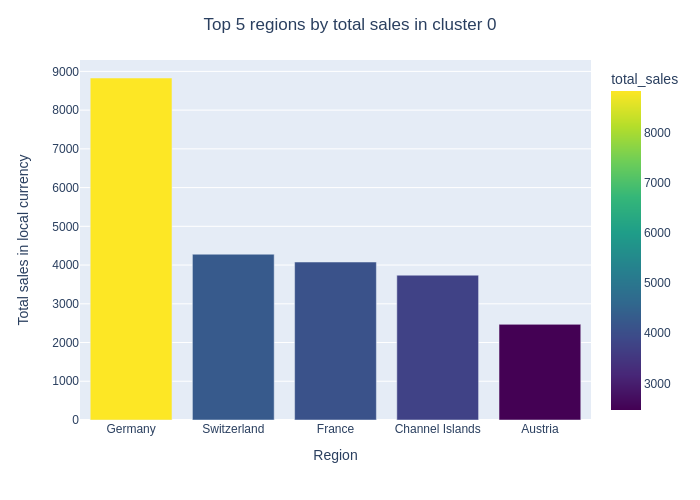 Top 5 regions by total sales in cluster 0
Total sales in local currency
9000
8000
7000
6000
5000
4000
3000
2000
1000
0
Germany
Switzerland
France
Channel Islands
Austria
Region
total_sales
8000
7000
6000
5000
4000
3000